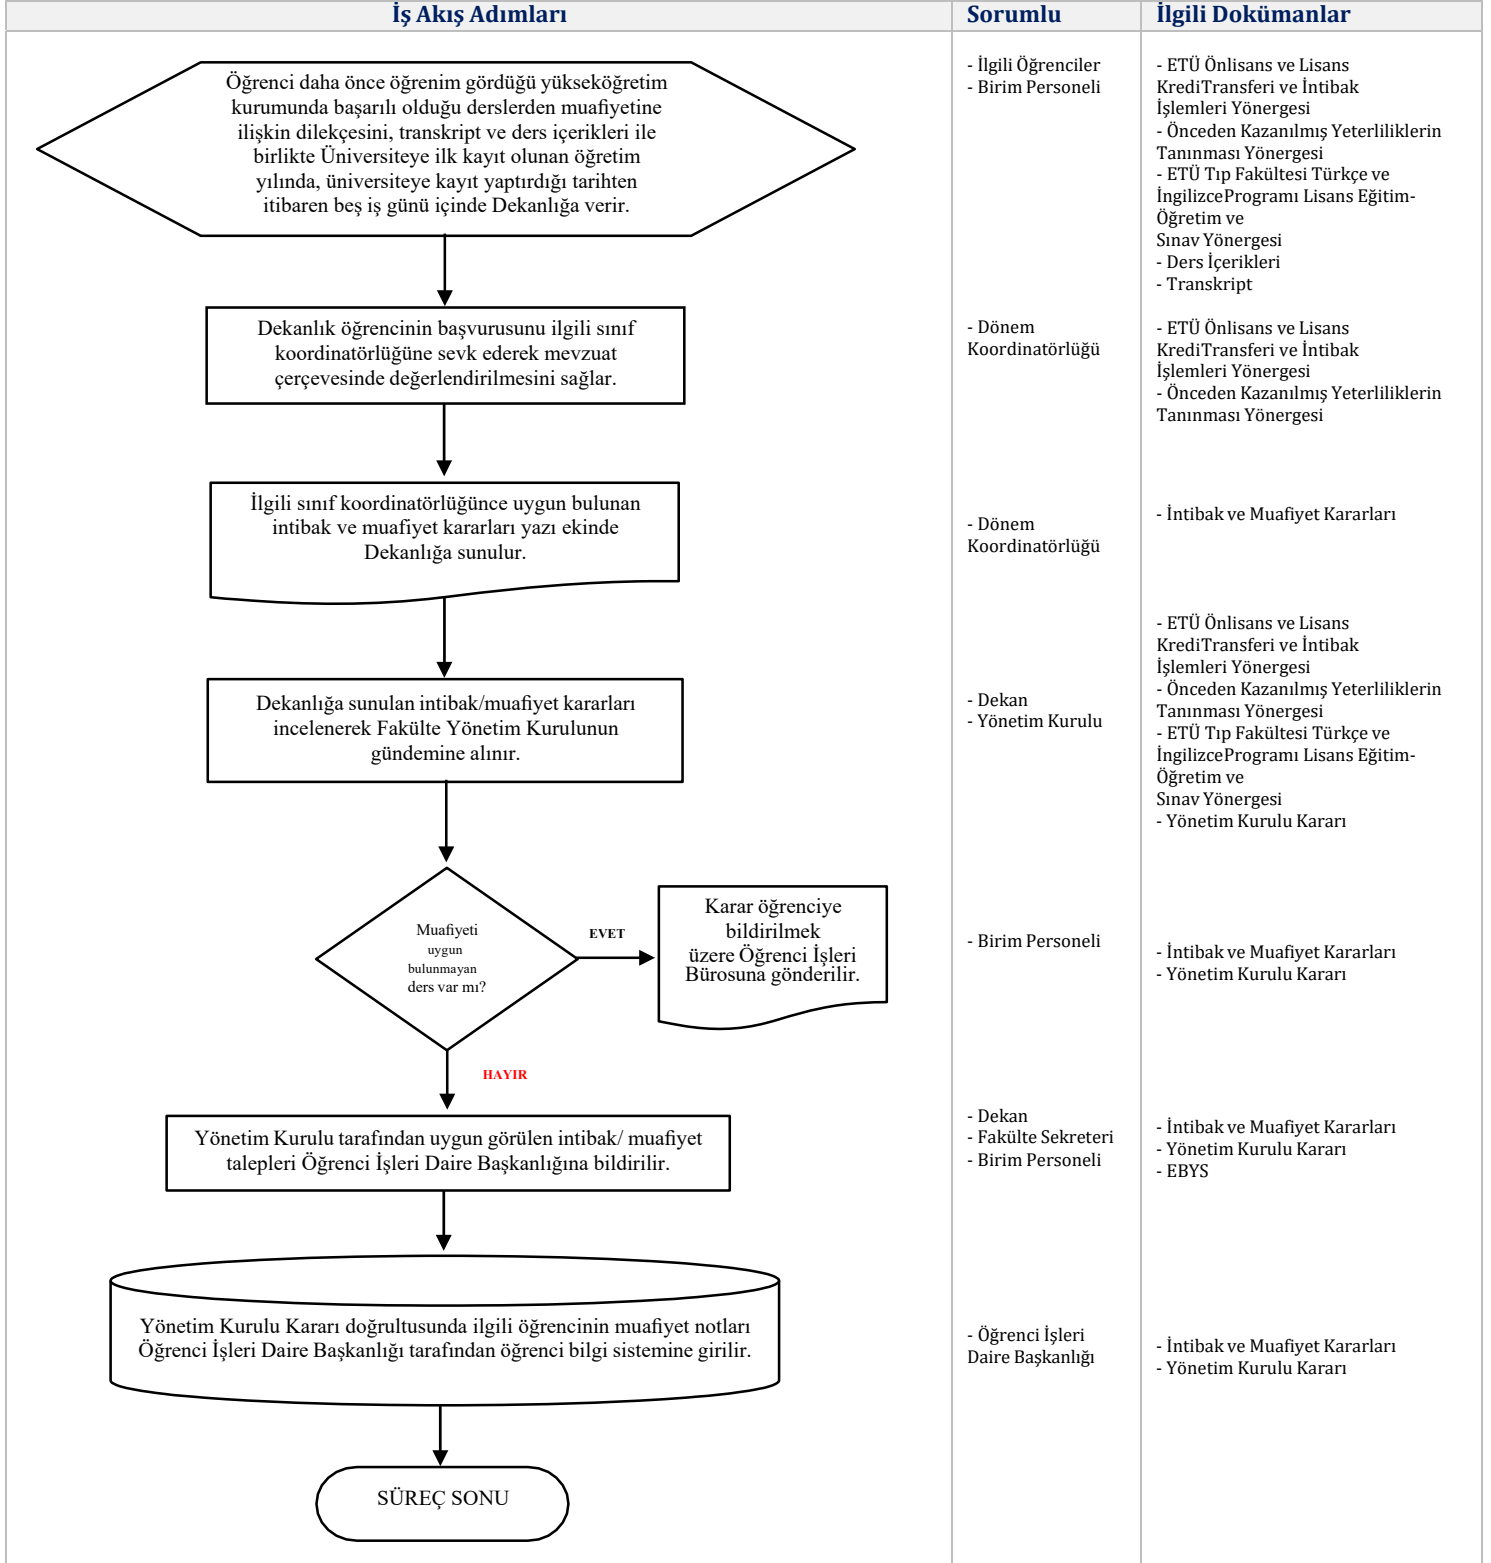 İş Akış Adımları
Sorumlu
İlgili Dokümanlar
Öğrenci daha önce öğrenim gördüğü yükseköğretim
kurumunda başarılı olduğu derslerden muafiyetine
ilişkin dilekçesini, transkript ve ders içerikleri ile
birlikte Üniversiteye ilk kayıt olunan öğretim
yılında, üniversiteye kayıt yaptırdığı tarihten
itibaren beş iş günü içinde Dekanlığa verir.
- İlgili Öğrenciler
- Birim Personeli
- ETÜ Önlisans ve Lisans
KrediTransferi ve İntibak
İşlemleri Yönergesi
- Önceden Kazanılmış Yeterliliklerin
Tanınması Yönergesi
- ETÜ Tıp Fakültesi Türkçe ve
İngilizceProgramı Lisans Eğitim-
Öğretim ve
Sınav Yönergesi
- Ders İçerikleri
- Transkript
Dekanlık öğrencinin başvurusunu ilgili sınıf
koordinatörlüğüne sevk ederek mevzuat
çerçevesinde değerlendirilmesini sağlar.
- Dönem
Koordinatörlüğü
- ETÜ Önlisans ve Lisans
KrediTransferi ve İntibak
İşlemleri Yönergesi
- Önceden Kazanılmış Yeterliliklerin
Tanınması Yönergesi
İlgili sınıf koordinatörlüğünce uygun bulunan
intibak ve muafiyet kararları yazı ekinde
Dekanlığa sunulur.
- Dönem
Koordinatörlüğü
- İntibak ve Muafiyet Kararları
Dekanlığa sunulan intibak/muafiyet kararları
incelenerek Fakülte Yönetim Kurulunun
gündemine alınır.
- Dekan
- Yönetim Kurulu
- ETÜ Önlisans ve Lisans
KrediTransferi ve İntibak
İşlemleri Yönergesi
- Önceden Kazanılmış Yeterliliklerin
Tanınması Yönergesi
- ETÜ Tıp Fakültesi Türkçe ve
İngilizceProgramı Lisans Eğitim-
Öğretim ve
Sınav Yönergesi
- Yönetim Kurulu Kararı
Muafiyeti
uygun
bulunmayan
ders var mı?
EVET
Karar öğrenciye
bildirilmek
üzere Öğrenci İşleri
Bürosuna gönderilir.
- Birim Personeli
- İntibak ve Muafiyet Kararları
- Yönetim Kurulu Kararı
HAYIR
Yönetim Kurulu tarafından uygun görülen intibak/ muafiyet
talepleri Öğrenci İşleri Daire Başkanlığına bildirilir.
- Dekan
- Fakülte Sekreteri
- Birim Personeli
- İntibak ve Muafiyet Kararları
- Yönetim Kurulu Kararı
- EBYS
Yönetim Kurulu Kararı doğrultusunda ilgili öğrencinin muafiyet notları
Öğrenci İşleri Daire Başkanlığı tarafından öğrenci bilgi sistemine girilir.
- Öğrenci İşleri
Daire Başkanlığı
- İntibak ve Muafiyet Kararları
- Yönetim Kurulu Kararı
SÜREÇ SONU